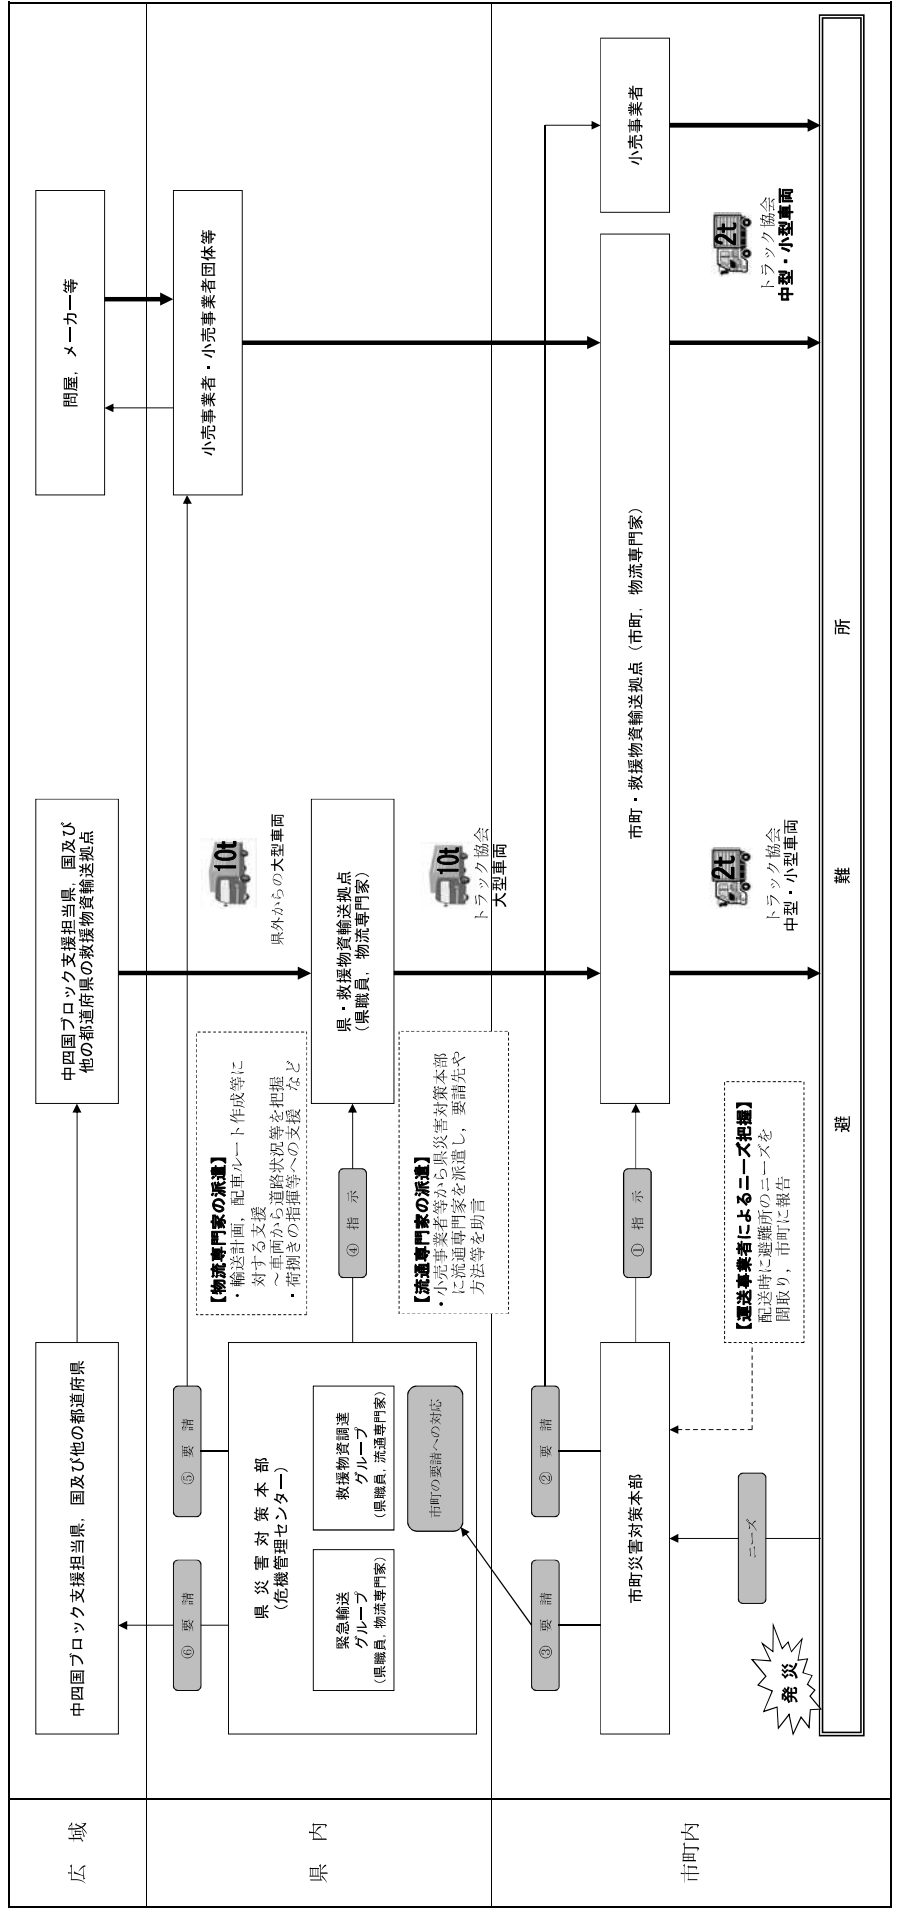 広　域
中四国ブロック支援担当県，国及び他の都道府県
中四国ブロック支援担当県，国及び
他の都道府県の救援物資輸送拠点
問屋，メーカー等
県　内
⑥ 要　請
⑤ 要　請
県 災 害 対 策 本 部
（危機管理センター）
緊急輸送
グループ
（県職員，物流専門家）
救援物資調達
グループ
（県職員，流通専門家）
市町の要請への対応
【物流専門家の派遣】
・輸送計画，配車ルート作成等に
対する支援
～車両から道路状況等を把握
・荷捌きの指揮等への支援　など
④ 指　示
10t
県外からの大型車両
県・救援物資輸送拠点
（県職員，物流専門家）
小売事業者・小売事業者団体等
【流通専門家の派遣】
・小売事業者等から県災害対策本部
に流通専門家を派遣し，要請先や
方法等を助言
10t
トラック協会
大型車両
市町内
③ 要　請
② 要　請
市町災害対策本部
① 指　示
市町・救援物資輸送拠点（市町，物流専門家）
小売事業者
発 災
ニーズ
【運送事業者によるニーズ把握】
配送時に避難所のニーズを
聞取り，市町に報告
2t
トラック協会
中型・小型車両
2t
トラック協会
中型・小型車両
避　難　所